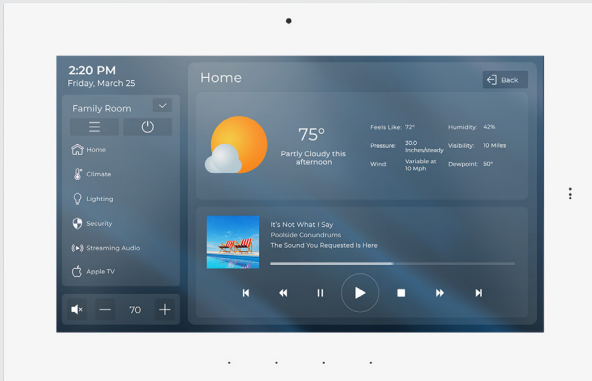 2:20 PM
Friday, March 25
Family Room
Home
Climate
Lighting
Security
Streaming Audio
Apple TV
70
Home
Back
75°
Partly Cloudy this
afternoon
Feels Like: 72°
Humidity: 42%
Pressure: 30.0
Inches/steady
Visibility: 10 Miles
Wind: Variable at
10 Mph
Dewpoint: 50°
It's Not What I Say
Poolside Conundrums
The Sound You Requested Is Here